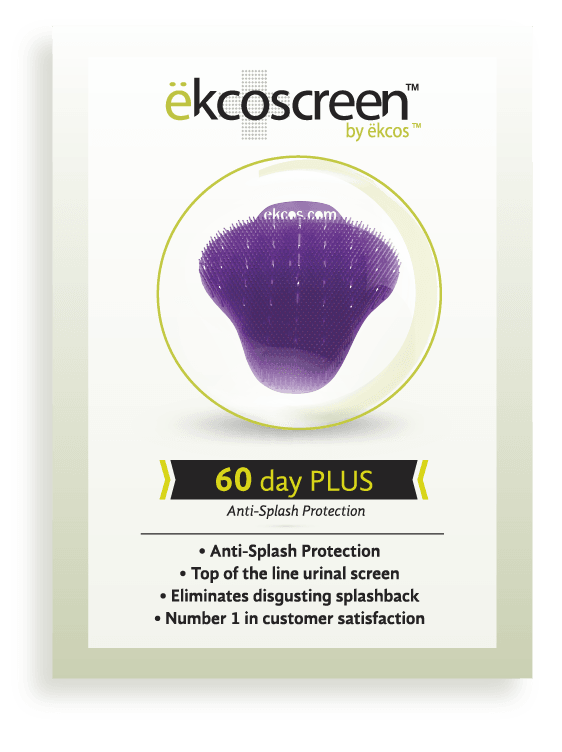 ëkcoscreen™
by ëkcos™
ekcos.com
60 day PLUS
Anti-Splash Protection
• Anti-Splash Protection
• Top of the line urinal screen
• Eliminates disgusting splashback
• Number 1 in customer satisfaction